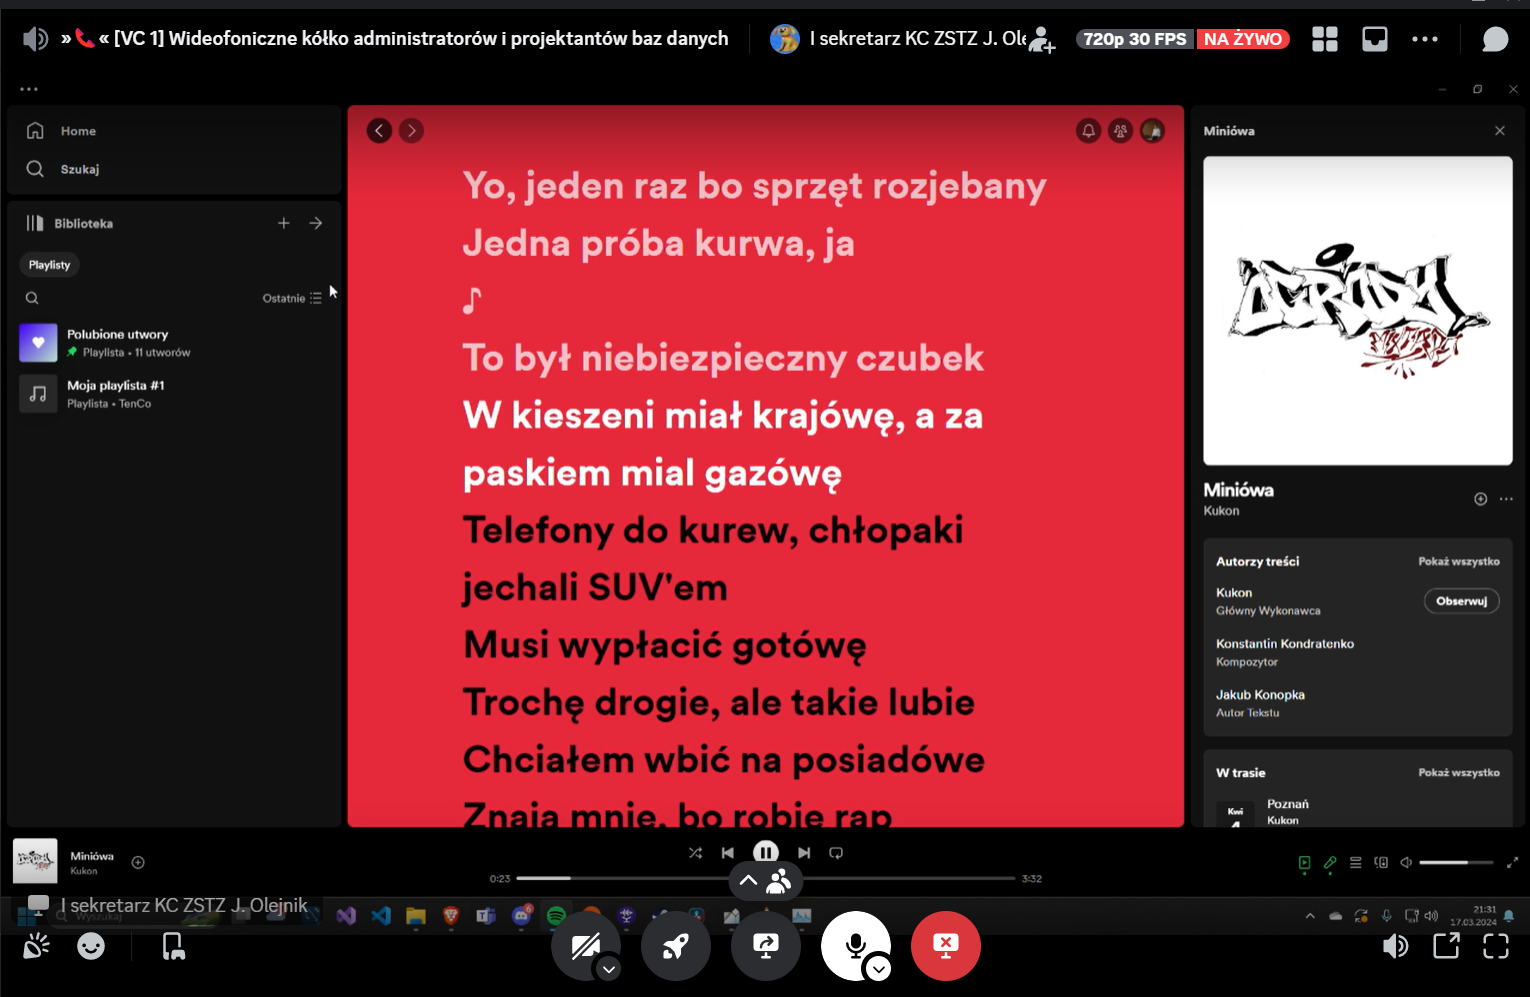 » « [VC 1] Wideofoniczne kółko administratorów i projektantów baz danych
I sekretarz KC ZSTZ J. Ole
720p 30 FPS
NA ŻYWO
Home
Szukaj
Biblioteka
Playlisty
Ostatnie
Polubione utwory
Playlista • 11 utworów
Moja playlista #1
Playlista • TenCo
Yo, jeden raz bo sprzęt rozjebany
Jedna próba kurwa, ja
♪
To był niebiezpieczny czubek
W kieszeni miał krajówę, a za
paskiem mial gazówę
Telefony do kurew, chłopaki
jechali SUV'em
Musi wypłacić gotówę
Trochę drogie, ale takie lubie
Chciałem wbić na posiadówe
Znają mnie, bo robię rap
Miniówa
OGRODY
MIXTAPE
Miniówa
Kukon
Autorzy treści
Pokaż wszystko
Kukon
Główny Wykonawca
Obserwuj
Konstantin Kondratenko
Kompozytor
Jakub Konopka
Autor Tekstu
W trasie
Pokaż wszystko
Kwi
Poznań
Kukon
Miniówa
Kukon
0:23
3:32
I sekretarz KC ZSTZ J. Olejnik
Wyszukaj
21:31
17.03.2024